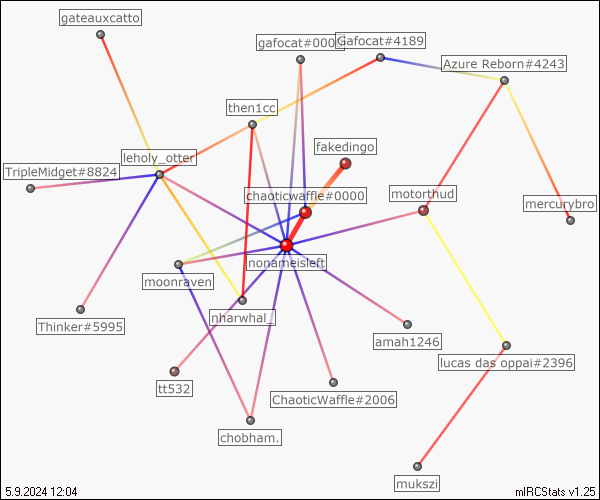 gateauxcatto
Gafocat#4189
Azure Reborn#4243
then1cc
fakedingo
leholy_otter
TripleMidget#8824
chaoticwaffle#0000
motorthud
mercurybro
nonameisleft
moonraven
nharwhal_
Thinker#5995
amah1246
lucas das oppai#2396
tt532
ChaoticWaffle#2006
chobham.
mukszi
5.9.2024 12:04
mIRCStats v1.25